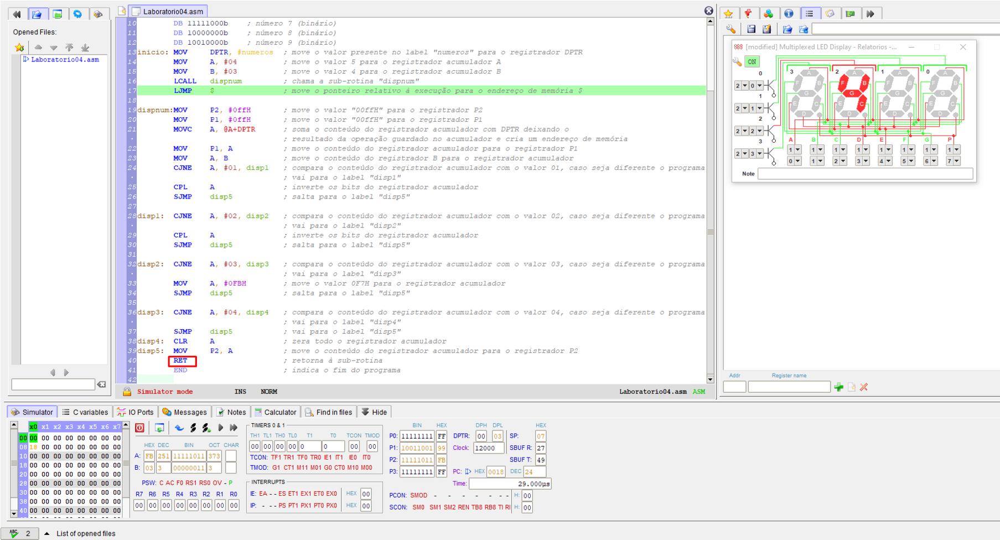 Laboratorio04.asm
Opened Files:
Laboratorio04.asm
10 DB 11111000b ; número 7 (binário)
11 DB 10000000b ; número 8 (binário)
12 DB 10010000b ; número 9 (binário)
13 inicio: MOV DPTR, #numeros ; move o valor presente no label "numeros" para o registrador DPTR
14 MOV A, #04 ; move o valor 5 para o registrador acumulador A
15 MOV B, #03 ; move o valor 4 para o registrador acumulador B
16 LCALL dispnum ; chama a sub-rotina "dispnum"
17 LJMP $ ; move o ponteiro relativo à execução para o endereço de memória $
18
19 dispnum:MOV P2, #0ffH ; move o valor "00ffH" para o registrador P2
20 MOV P1, #0ffH ; move o valor "00ffH" para o registrador P1
21 MOVC A, @A+DPTR ; soma o conteúdo do registrador acumulador com DPTR deixando o
; resultado da operação guardado no acumulador e cria um endereço de memória
22 MOV P1, A ; move o conteúdo do registrador acumulador para o registrador P1
23 MOV A, B ; move o conteúdo do registrador B para o registrador acumulador
24 CJNE A, #01, disp1 ; compara o conteúdo do registrador acumulador com o valor 01, caso seja diferente o programa
; vai para o label "disp1"
25 CPL A ; inverte os bits do registrador acumulador
26 SJMP disp5 ; salta para o label "disp5"
27
28 disp1: CJNE A, #02, disp2 ; compara o conteúdo do registrador acumulador com o valor 02, caso seja diferente o programa
; vai para o label "disp2"
29 CPL A ; inverte os bits do registrador acumulador
30 SJMP disp5 ; salta para o label "disp5"
31
32 disp2: CJNE A, #03, disp3 ; compara o conteúdo do registrador acumulador com o valor 03, caso seja diferente o programa
; vai para o label "disp3"
33 MOV A, #0FBH ; move o valor 0F7H para o registrador acumulador
34 SJMP disp5 ; salta para o label "disp5"
35
36 disp3: CJNE A, #04, disp4 ; compara o conteúdo do registrador acumulador com o valor 04, caso seja diferente o programa
; vai para o label "disp4"
37 SJMP disp5 ; vai para o label "disp5"
38 disp4: CLR A ; zera todo o registrador acumulador
39 disp5: MOV P2, A ; move o conteúdo do registrador acumulador para o registrador P2
40 RET ; retorna à sub-rotina
41 END ; indica o fim do programa
42
Simulator mode INS NORM Laboratorio04.asm ASM
888 [modified] Multiplexed LED Display - Relatorios -...
ON
3 2 1 0
A A A A
F B F B F B F B
G G G G
E C E C E C E C
D D D D
0
2 0
1
2 1
2
2 2
3
2 3
A B C D E F G P
1 1 1 1 1 1 1 1
0 1 2 3 4 5 6 7
Note
Addr Register name
Simulator C variables IO Ports Messages Notes Calculator Find in files Hide
x0 x1 x2 x3 x4 x5 x6 x7
00 00 00 00 00 00 00 00 00
08 18 00 00 00 00 00 00 00
10 00 00 00 00 00 00 00 00
18 00 00 00 00 00 00 00 00
20 00 00 00 00 00 00 00 00
28 00 00 00 00 00 00 00 00
30 00 00 00 00 00 00 00 00
38 00 00 00 00 00 00 00 00
40 00 00 00 00 00 00 00 00
HEX DEC BIN OCT CHAR
A: FB 251 11111011 373
B: 03 3 00000011 3
PSW: C AC F0 RS1 RS0 OV - P
R7 R6 R5 R4 R3 R2 R1 R0
00 00 00 00 00 00 00 00
TIMERS 0 & 1
TH1 TL1 TH0 TL0 T1 T0 TCON TMOD
00 00 00 00 0 0 00 00
TCON: TF1 TR1 TF0 TR0 IE1 IT1 IE0 IT0
TMOD: G1 CT1 M11 M01 G0 CT0 M10 M00
INTERRUPTS
IE: EA - - ES ET1 EX1 ET0 EX0 HEX 00
IP: - - - PS PT1 PX1 PT0 PX0 HEX 00
BIN HEX
P0: 11111111 FF
P1: 10011001 99
P2: 11111011 FB
P3: 11111111 FF
DPH DPL HEX
DPTR: 00 03 SP: 07
Clock: 12000 SBUF R: 27
SBUF T: 49
PC: HEX 0018 DEC 24
Time: 29.000µs
PCON: SMOD - - - - - - - H: 00
SCON: SM0 SM1 SM2 REN TB8 RB8 TI RI H: 00
ABC 2 List of opened files